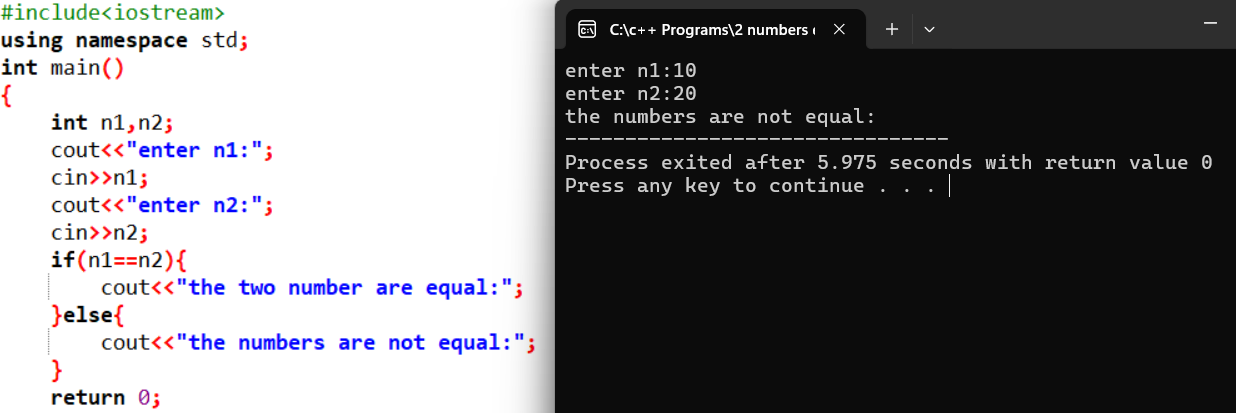 #include<iostream>
using namespace std;
int main()
{
    int n1,n2;
    cout<<"enter n1:";
    cin>>n1;
    cout<<"enter n2:";
    cin>>n2;
    if(n1==n2){
        cout<<"the two number are equal:";
    }else{
        cout<<"the numbers are not equal:";
    }
    return 0;
C:\c++ Programs\2 numbers
enter n1:10
enter n2:20
the numbers are not equal:
--------------------------------
Process exited after 5.975 seconds with return value 0
Press any key to continue . . .